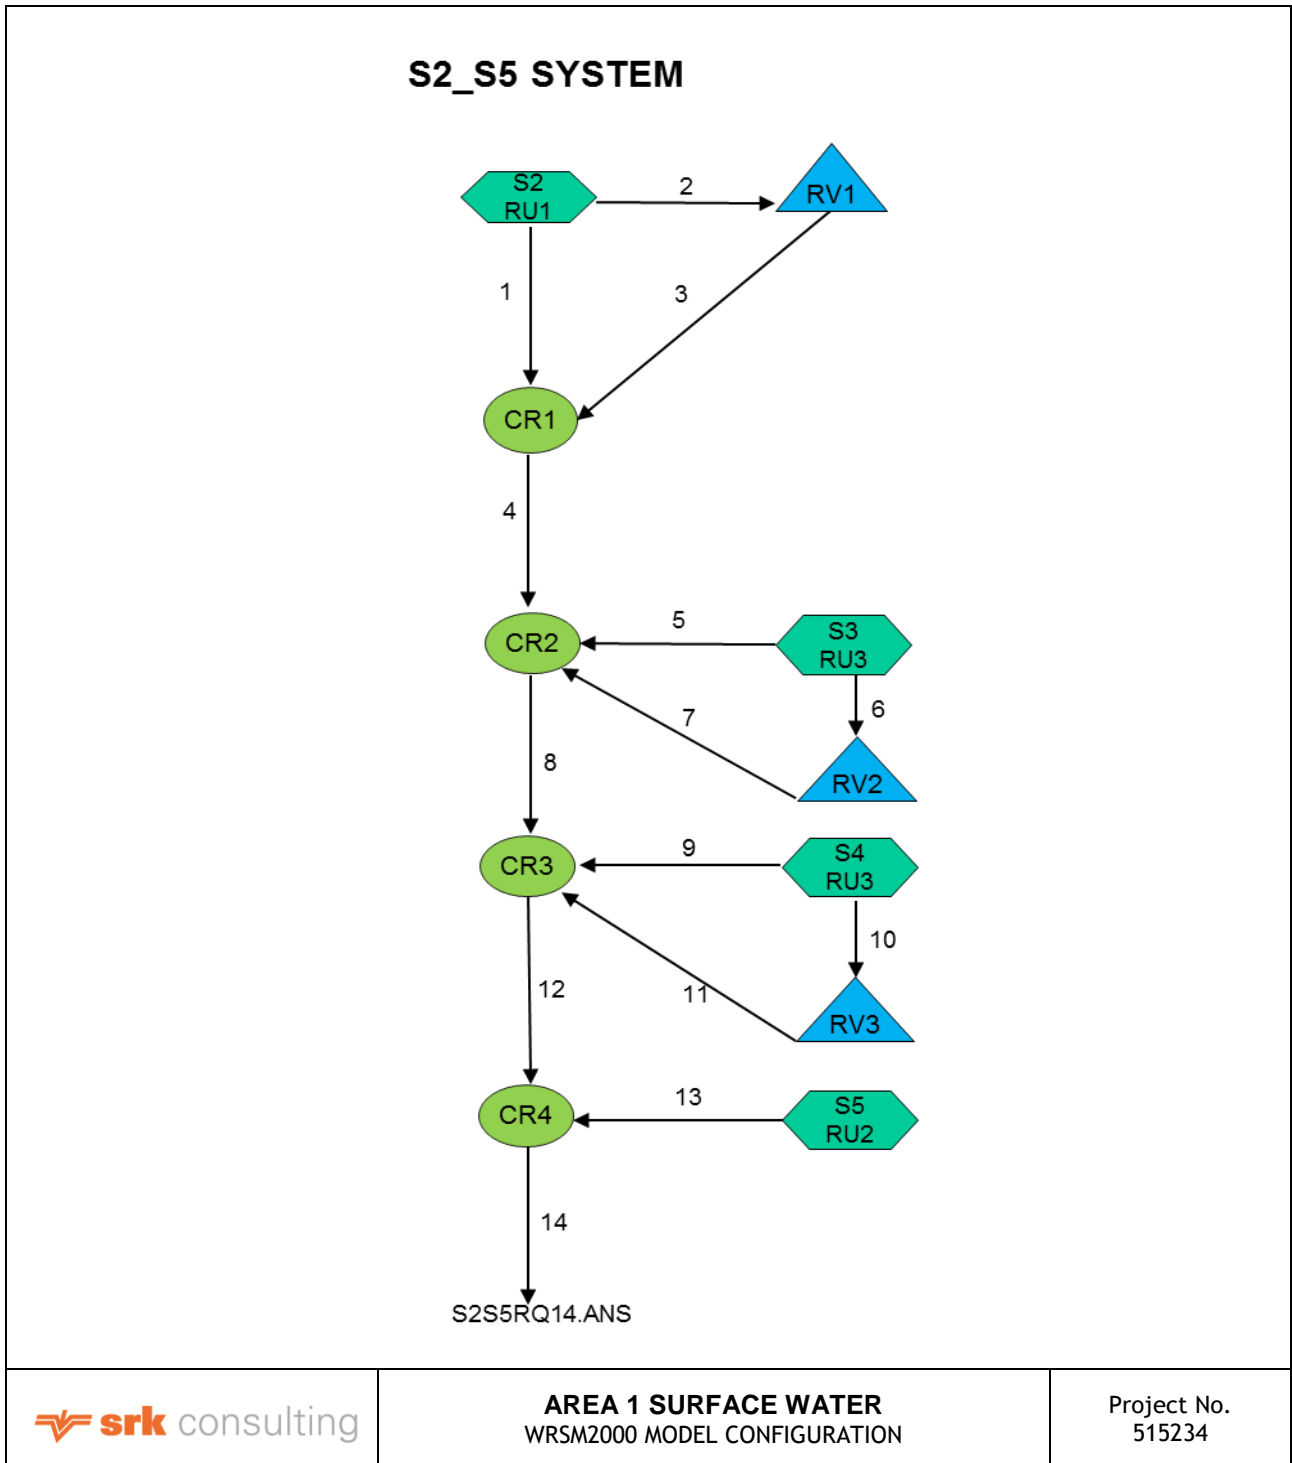 S2_S5 SYSTEM
S2
RU1
2
RV1
1
3
CR1
4
CR2
5
S3
RU3
6
7
RV2
8
CR3
9
S4
RU3
10
11
12
RV3
CR4
13
S5
RU2
14
S2S5RQ14.ANS
srk consulting
AREA 1 SURFACE WATER
WRSM2000 MODEL CONFIGURATION
Project No.
515234